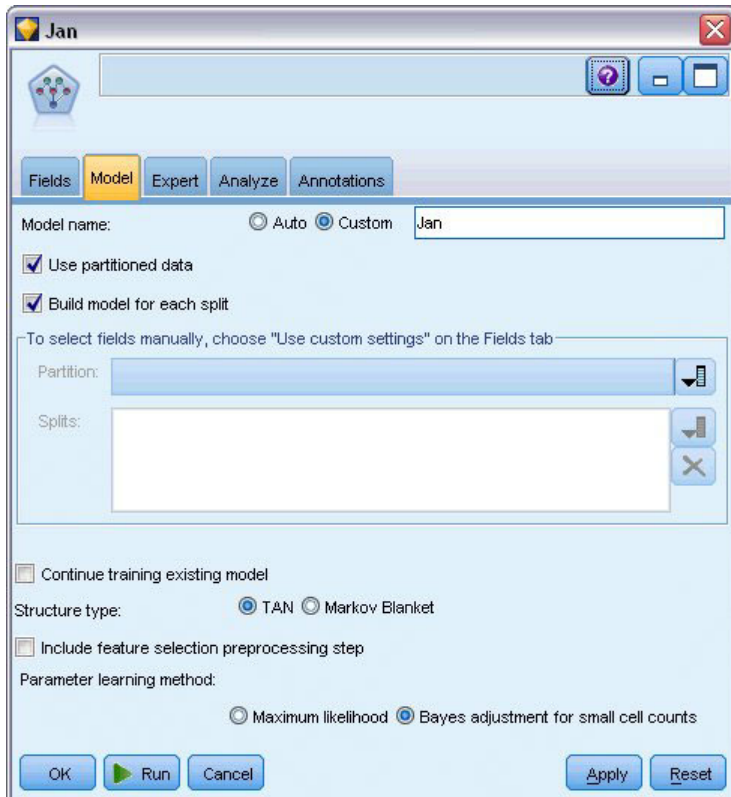 Jan
Fields Model Expert Analyze Annotations
Model name: Auto Custom Jan
Use partitioned data
Build model for each split
To select fields manually, choose "Use custom settings" on the Fields tab
Partition:
Splits:
Continue training existing model
Structure type: TAN Markov Blanket
Include feature selection preprocessing step
Parameter learning method:
Maximum likelihood Bayes adjustment for small cell counts
OK Run Cancel Apply Reset